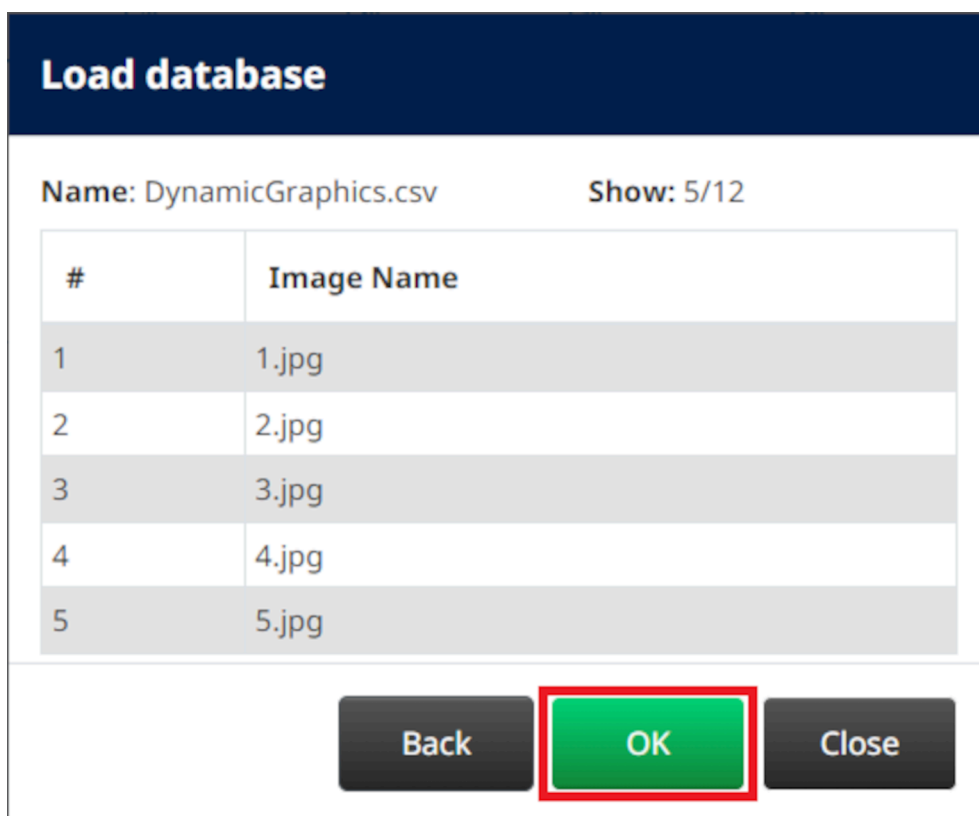 Load database
Name: DynamicGraphics.csv Show: 5/12
# Image Name
1 1.jpg
2 2.jpg
3 3.jpg
4 4.jpg
5 5.jpg
Back OK Close